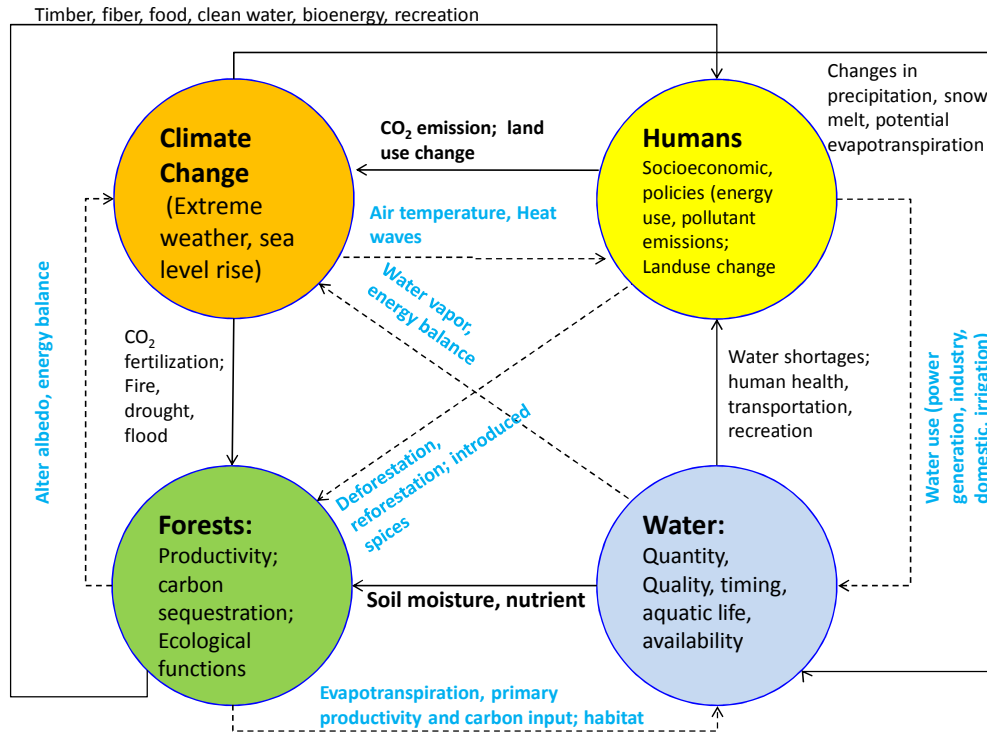 Timber, fiber, food, clean water, bioenergy, recreation
Climate
Change
(Extreme
weather, sea
level rise)
CO₂ emission; land
use change
Humans
Socioeconomic,
policies (energy
use, pollutant
emissions;
Landuse change
Changes in
precipitation, snow
melt, potential
evapotranspiration
Air temperature, Heat
waves
Water vapor,
energy balance
Alter albedo, energy balance
CO₂
fertilization;
Fire,
drought,
flood
Water shortages;
human health,
transportation,
recreation
Water use (power
generation, industry,
domestic, irrigation)
Deforestation,
reforestation; introduced
spices
Forests:
Productivity;
carbon
sequestration;
Ecological
functions
Soil moisture, nutrient
Water:
Quantity,
Quality, timing,
aquatic life,
availability
Evapotranspiration, primary
productivity and carbon input; habitat